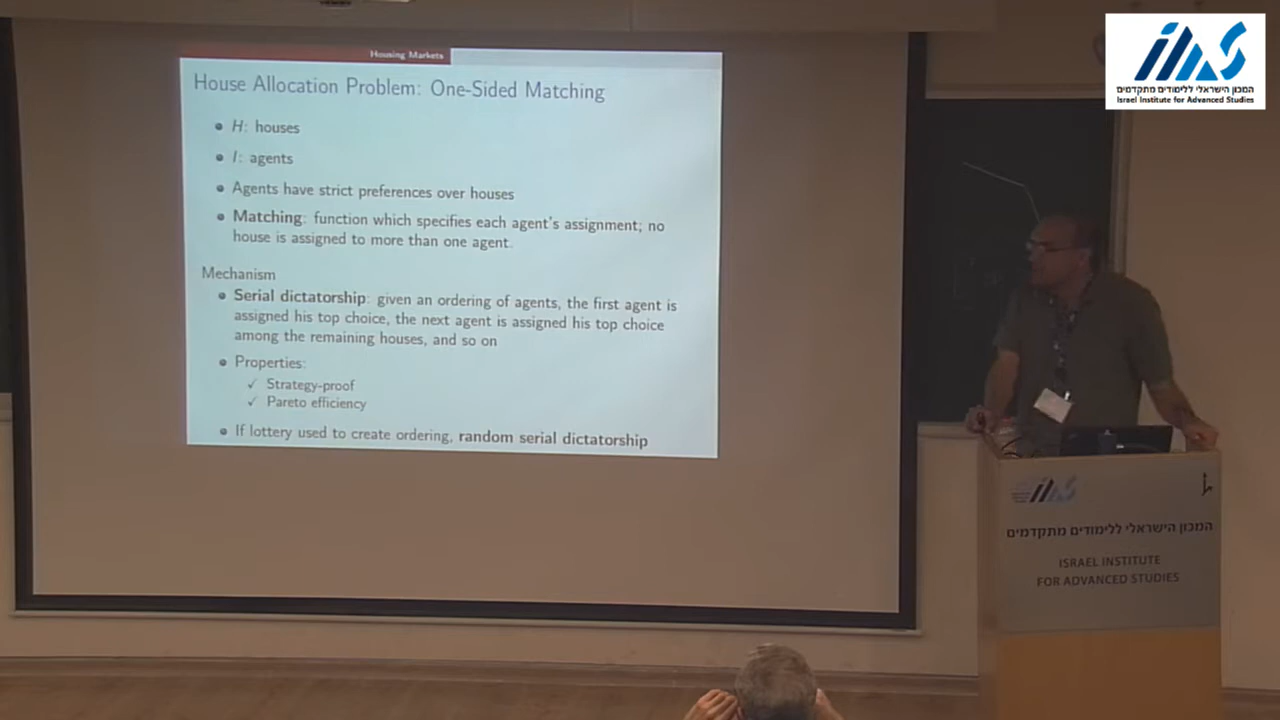 Housing Markets
House Allocation Problem: One-Sided Matching
• H: houses
• I: agents
• Agents have strict preferences over houses
• Matching: function which specifies each agent's assignment; no
house is assigned to more than one agent.
Mechanism
• Serial dictatorship: given an ordering of agents, the first agent is
assigned his top choice, the next agent is assigned his top choice
among the remaining houses, and so on
• Properties:
✓ Strategy-proof
✓ Pareto efficiency
• If lottery used to create ordering, random serial dictatorship
המכון הישראלי ללימודים מתקדמים
Israel Institute for Advanced Studies
המכון הישראלי ללימודים מתקדמים
ISRAEL INSTITUTE
FOR ADVANCED STUDIES